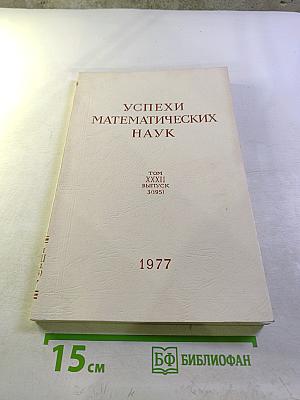 УСПЕХИ
МАТЕМАТИЧЕСКИХ
НАУК
ТОМ
XXXII
ВЫПУСК
3(195)
1977
15 см
БФ БИБЛИОФАН